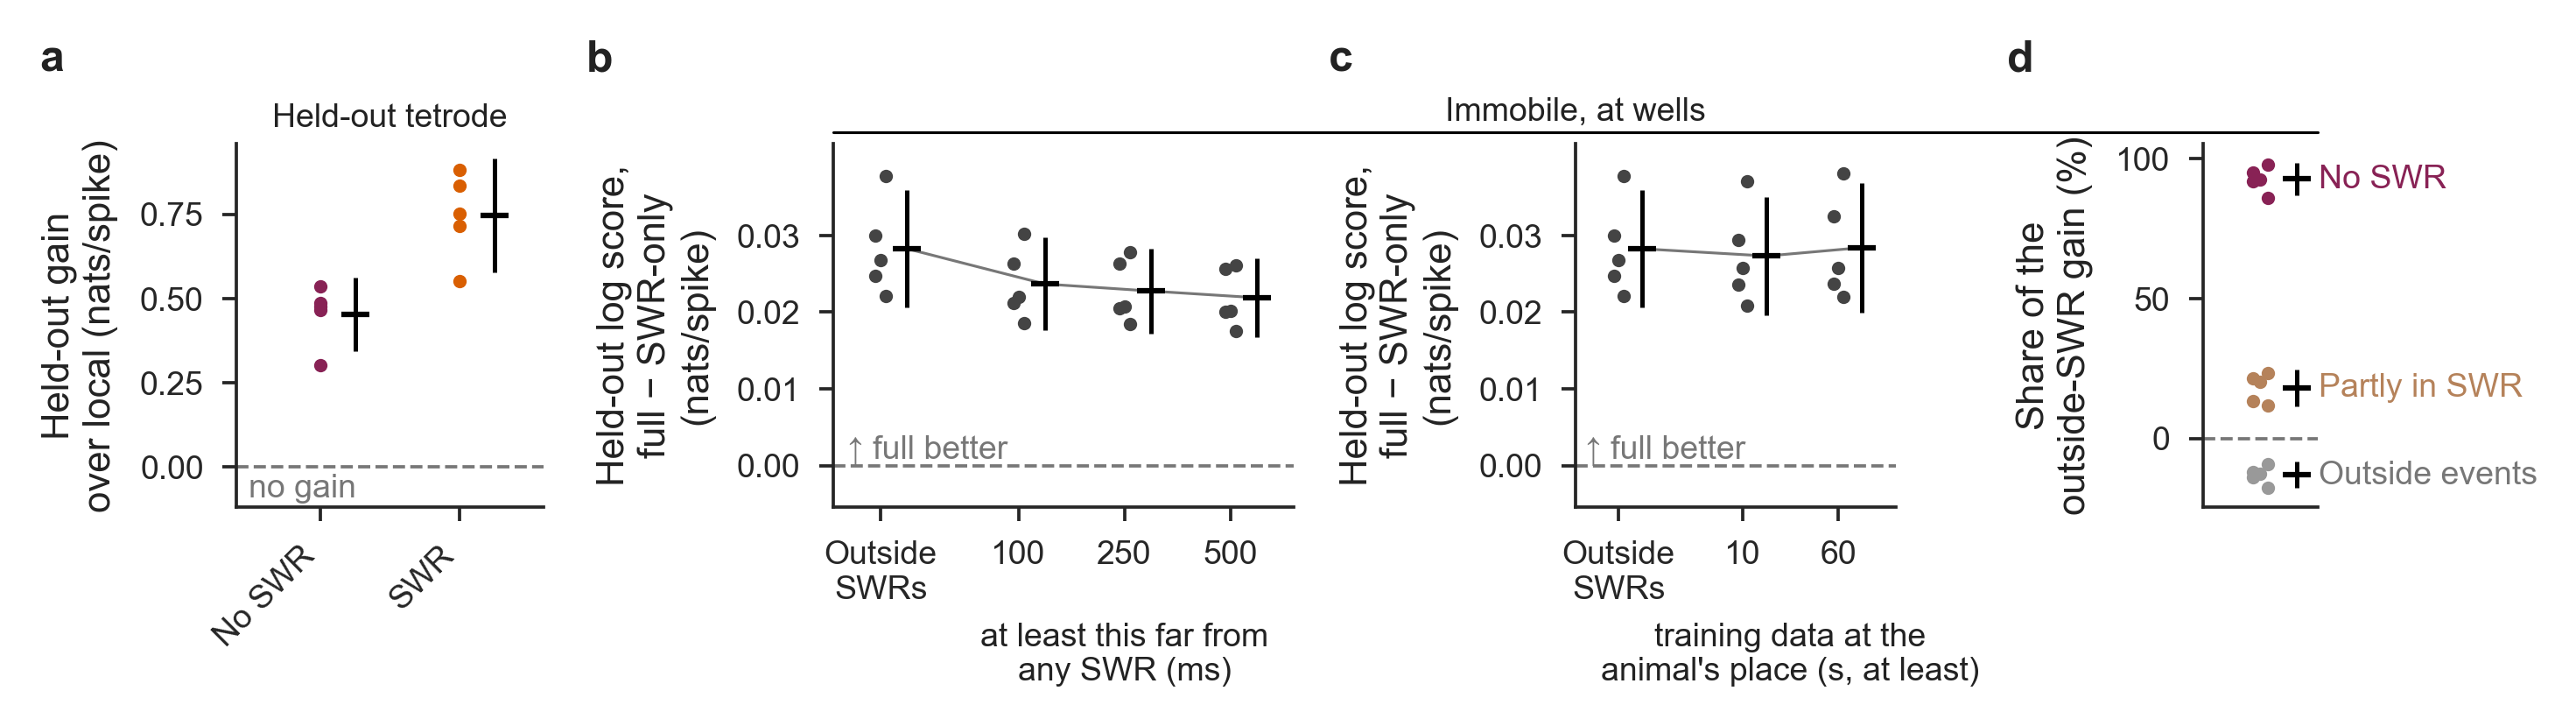 a
Held-out tetrode
Held-out gain
over local (nats/spike)
0.75
0.50
0.25
0.00
no gain
No SWR
SWR
b
Immobile, at wells
Held-out log score,
full − SWR-only
(nats/spike)
0.03
0.02
0.01
0.00
↑ full better
Outside
SWRs
100
250
500
at least this far from
any SWR (ms)
c
Held-out log score,
full − SWR-only
(nats/spike)
0.03
0.02
0.01
0.00
↑ full better
Outside
SWRs
10
60
training data at the
animal's place (s, at least)
d
Share of the
outside-SWR gain (%)
100
50
0
No SWR
Partly in SWR
Outside events